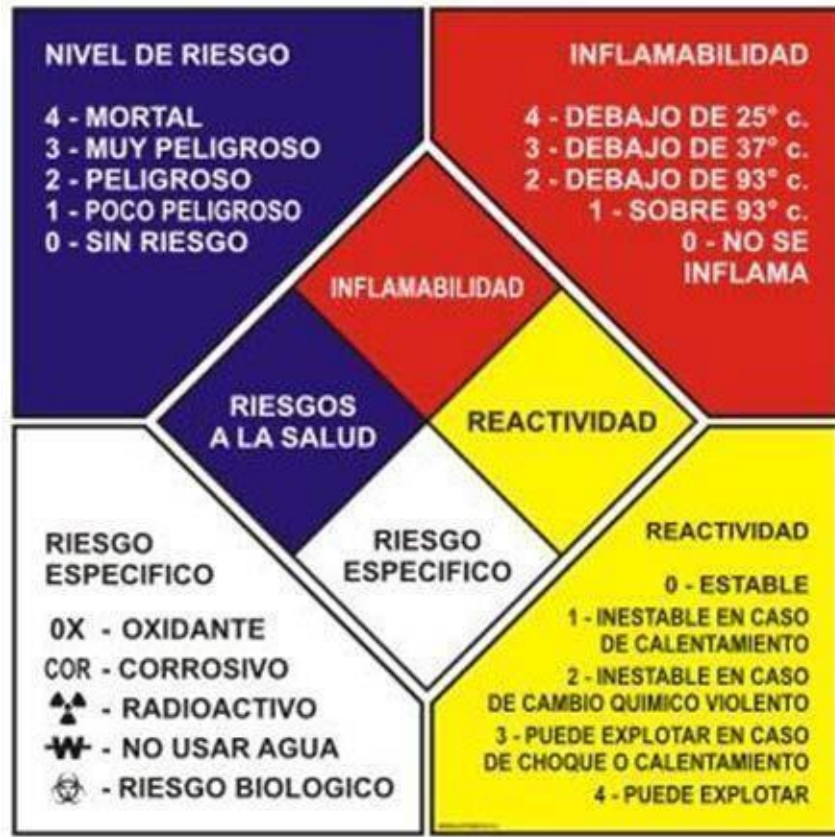 NIVEL DE RIESGO
4 - MORTAL
3 - MUY PELIGROSO
2 - PELIGROSO
1 - POCO PELIGROSO
0 - SIN RIESGO
INFLAMABILIDAD
4 - DEBAJO DE 25° c.
3 - DEBAJO DE 37° c.
2 - DEBAJO DE 93° c.
1 - SOBRE 93° c.
0 - NO SE
INFLAMA
INFLAMABILIDAD
RIESGOS
A LA SALUD
REACTIVIDAD
RIESGO
ESPECIFICO
RIESGO
ESPECIFICO
0X - OXIDANTE
COR - CORROSIVO
- RADIOACTIVO
W - NO USAR AGUA
- RIESGO BIOLOGICO
REACTIVIDAD
0 - ESTABLE
1 - INESTABLE EN CASO
DE CALENTAMIENTO
2 - INESTABLE EN CASO
DE CAMBIO QUIMICO VIOLENTO
3 - PUEDE EXPLOTAR EN CASO
DE CHOQUE O CALENTAMIENTO
4 - PUEDE EXPLOTAR